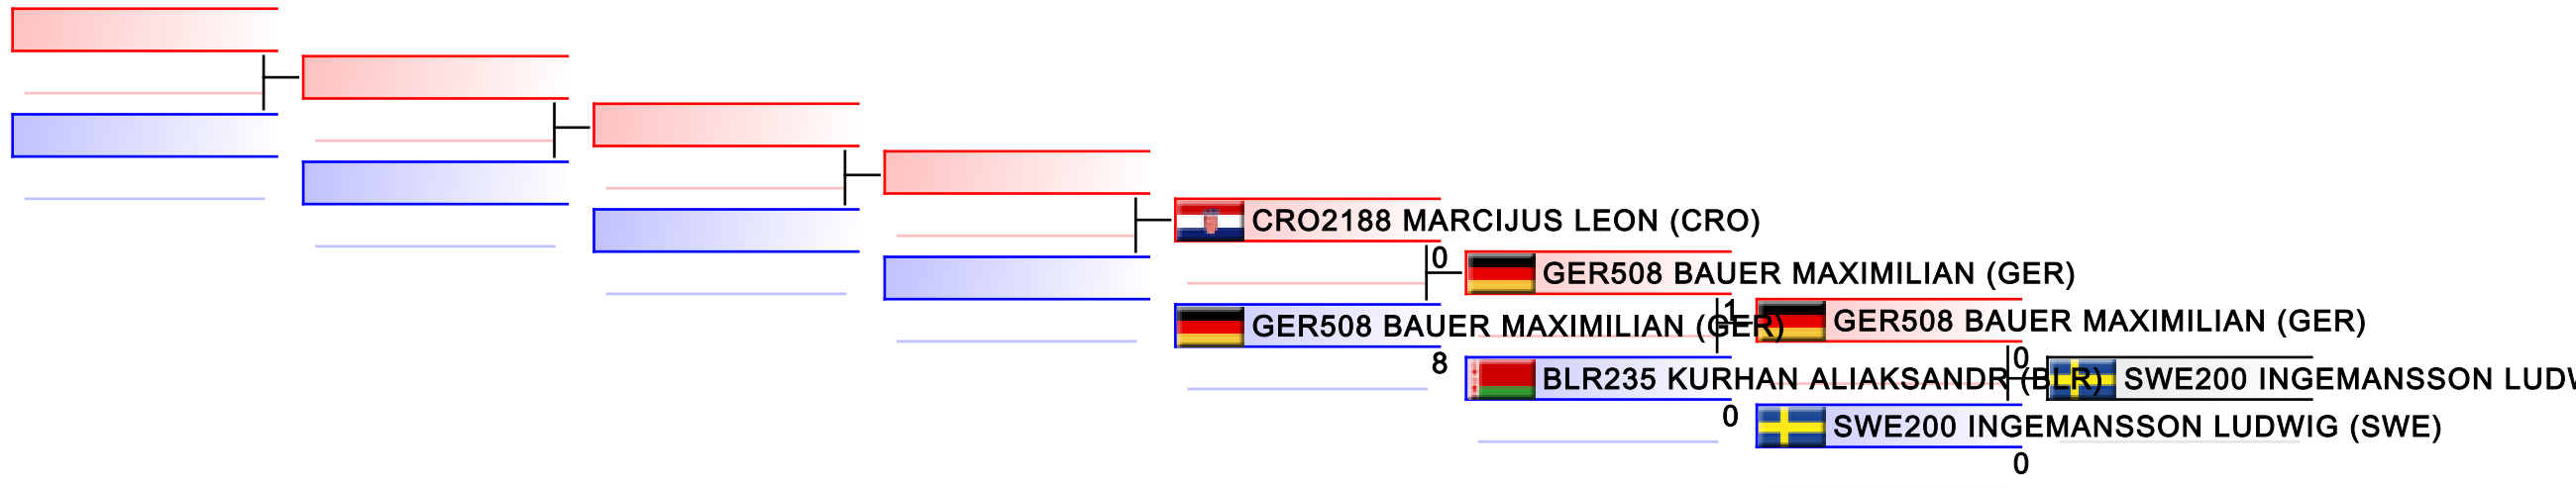 CRO2188 MARCIJUS LEON (CRO)
0
GER508 BAUER MAXIMILIAN (GER)
1
GER508 BAUER MAXIMILIAN (GER)
GER508 BAUER MAXIMILIAN (GER)
0
8
BLR235 KURHAN ALIAKSANDR (BLR)
SWE200 INGEMANSSON LUDW
0
SWE200 INGEMANSSON LUDWIG (SWE)
0